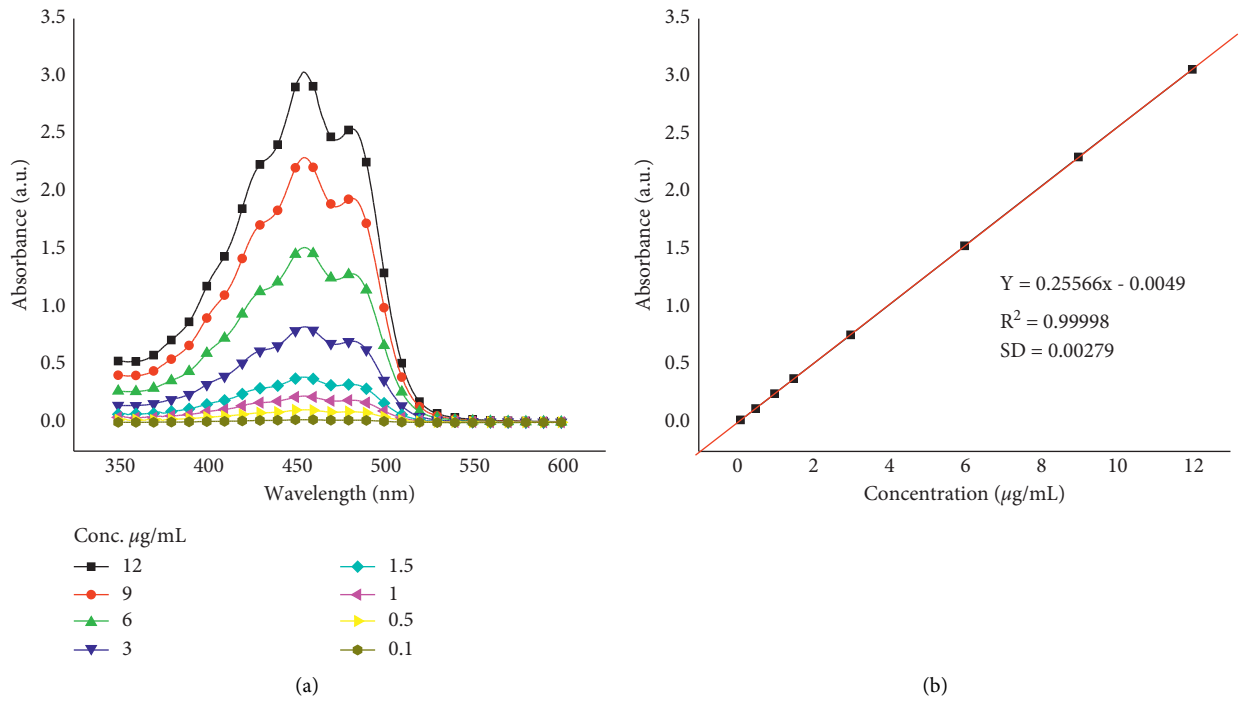 3.5
3.0
2.5
2.0
1.5
1.0
0.5
0.0
Absorbance (a.u.)
350 400 450 500 550 600
Wavelength (nm)
Conc. μg/mL
12
9
6
3
1.5
1
0.5
0.1
(a)
3.5
3.0
2.5
2.0
1.5
1.0
0.5
0.0
Absorbance (a.u.)
Y = 0.25566x - 0.0049
R² = 0.99998
SD = 0.00279
0 2 4 6 8 10 12
Concentration (μg/mL)
(b)